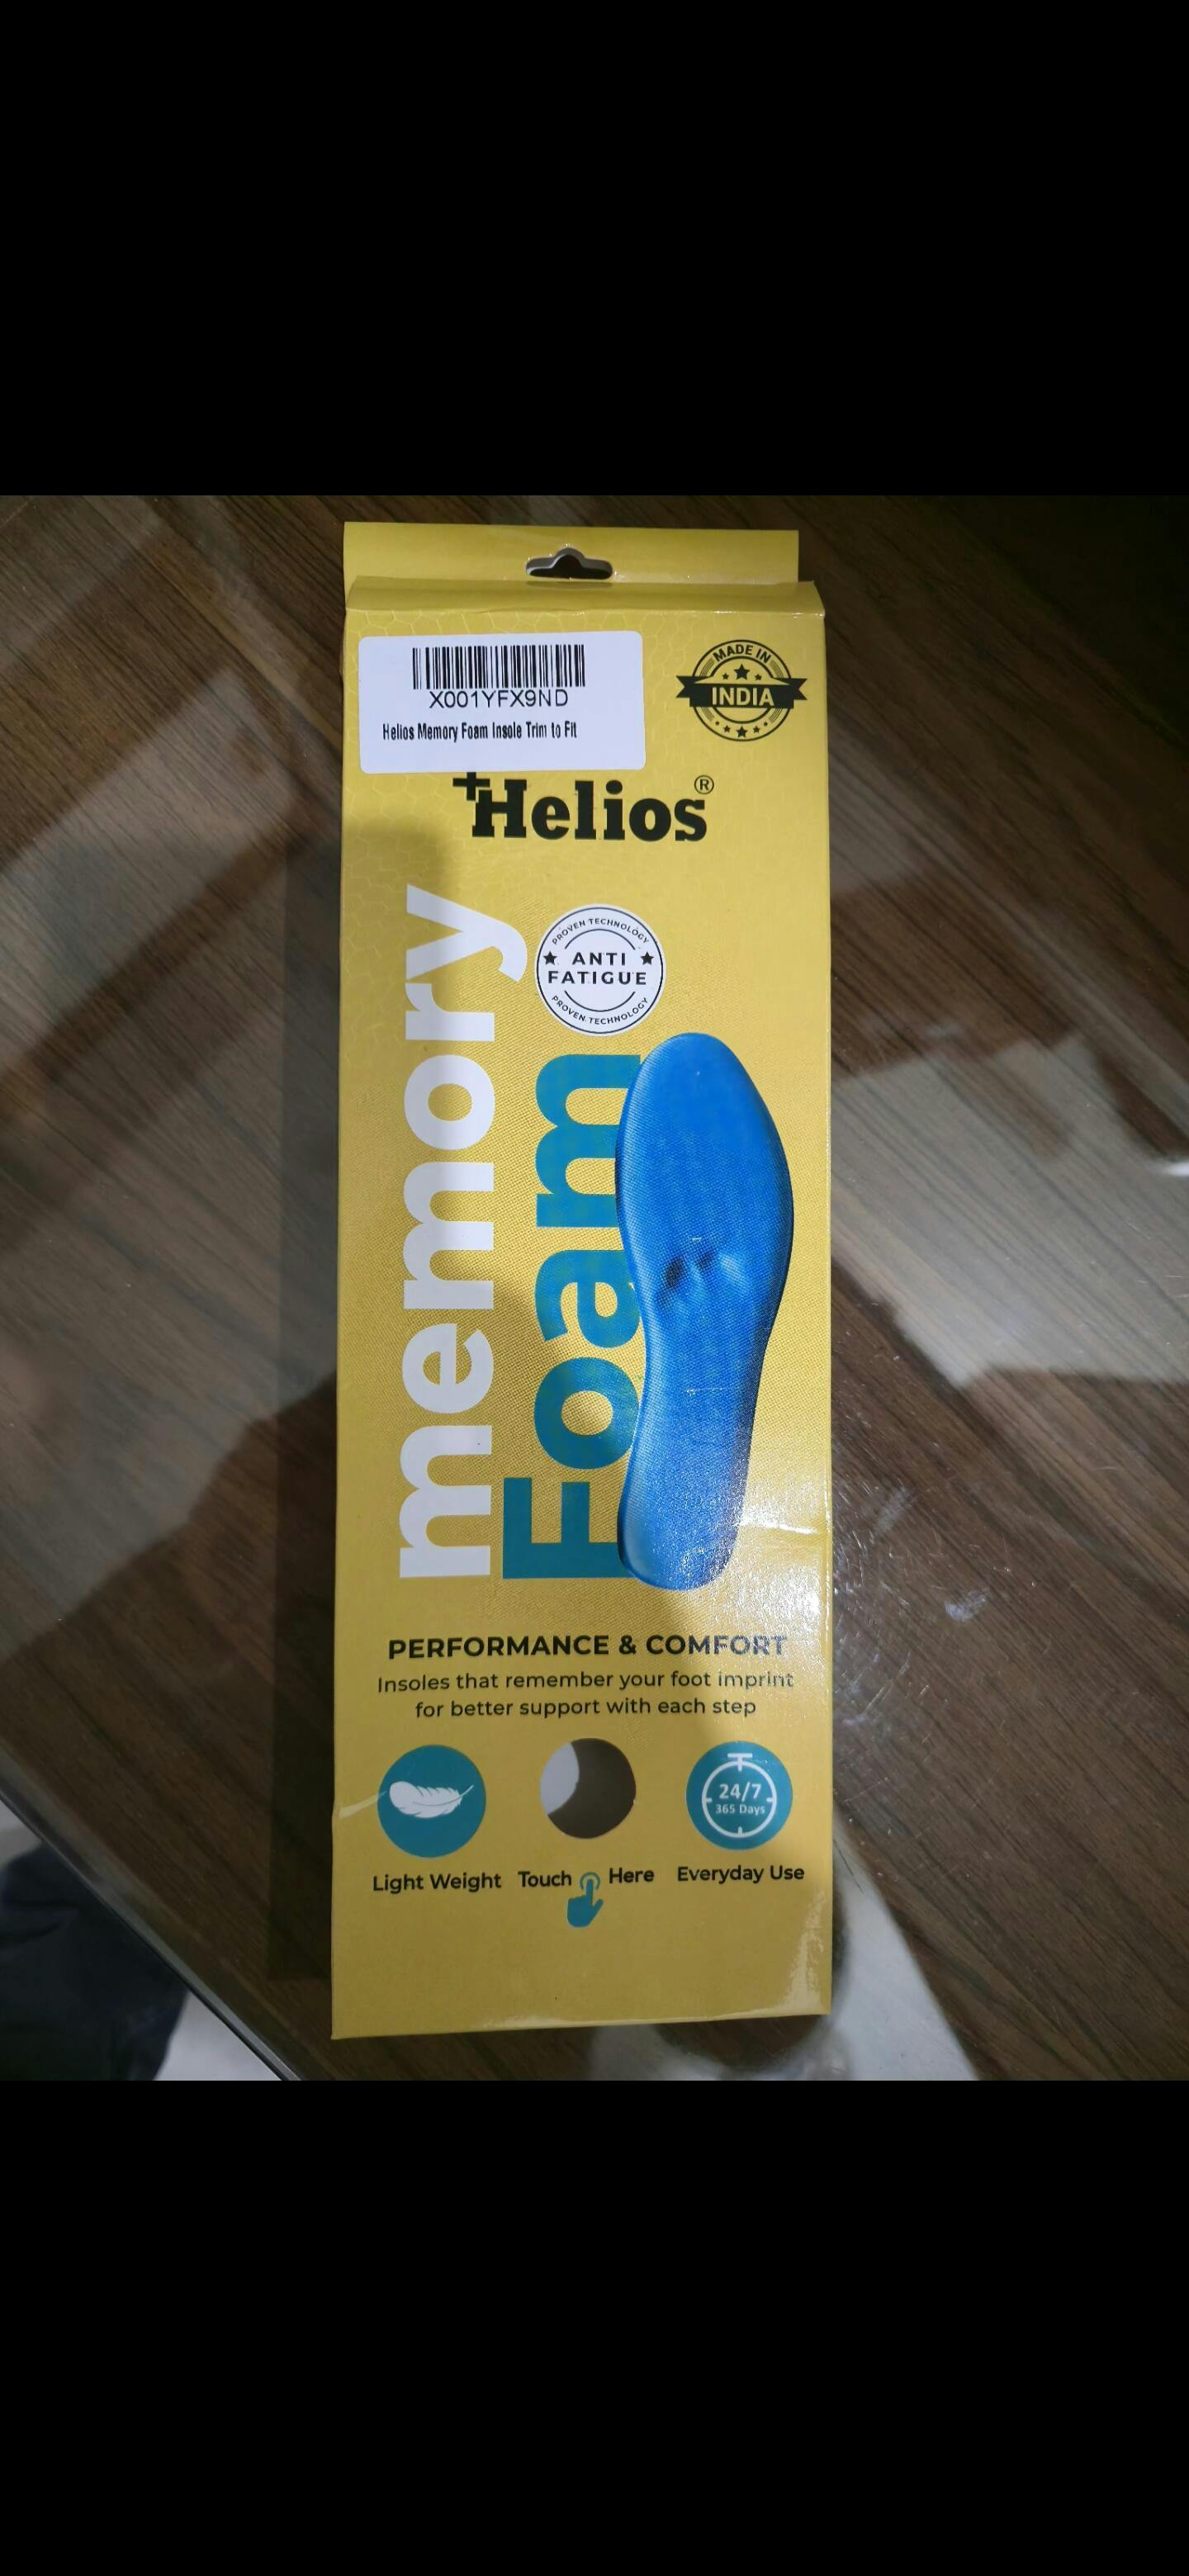 X001YFX9ND
Helios Memory Foam Insole Trim to Fit
MADE IN
INDIA
Helios®
memory
Foam
PROVEN TECHNOLOGY
ANTI
FATIGUE
PROVEN TECHNOLOGY
PERFORMANCE & COMFORT
Insoles that remember your foot imprint
for better support with each step
24/7
365 Days
Light Weight
Touch Here
Everyday Use